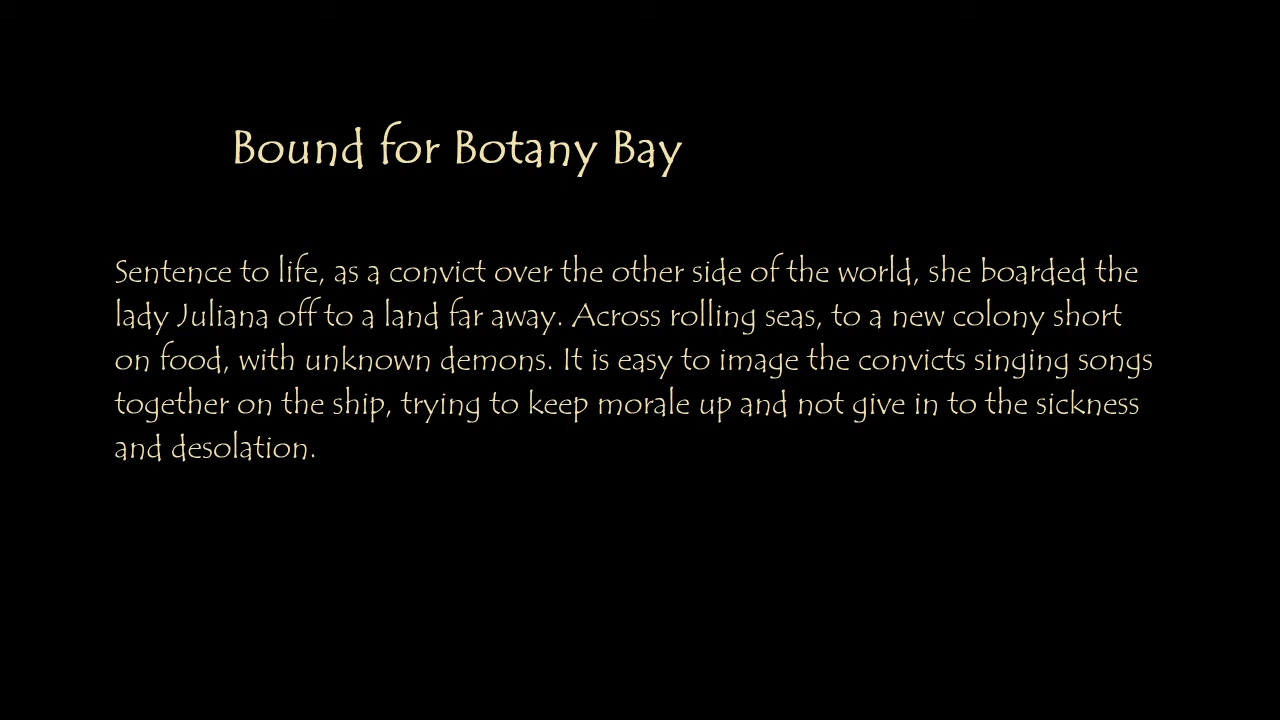 Bound for Botany Bay
Sentence to life, as a convict over the other side of the world, she boarded the
lady Juliana off to a land far away. Across rolling seas, to a new colony short
on food, with unknown demons. It is easy to image the convicts singing songs
together on the ship, trying to keep morale up and not give in to the sickness
and desolation.